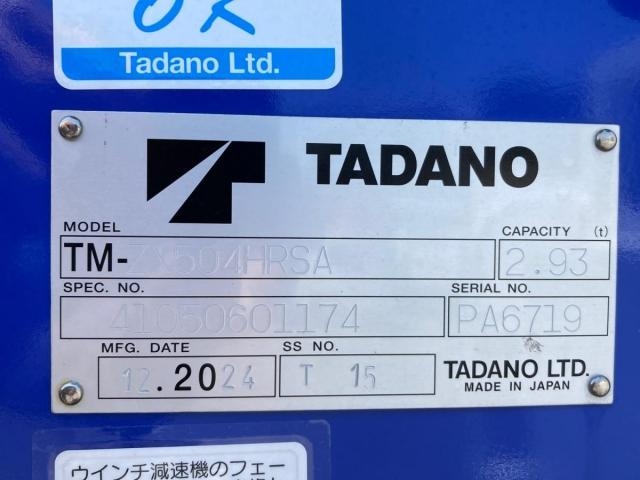 OK
Tadano Ltd.
TADANO
MODEL CAPACITY (t)
TM-ZX504HRSA 2.93
SPEC. NO. SERIAL NO.
41050601174 PA6719
MFG. DATE SS NO.
12.2024 T 15 TADANO LTD.
MADE IN JAPAN
ウインチ減速機のフェー